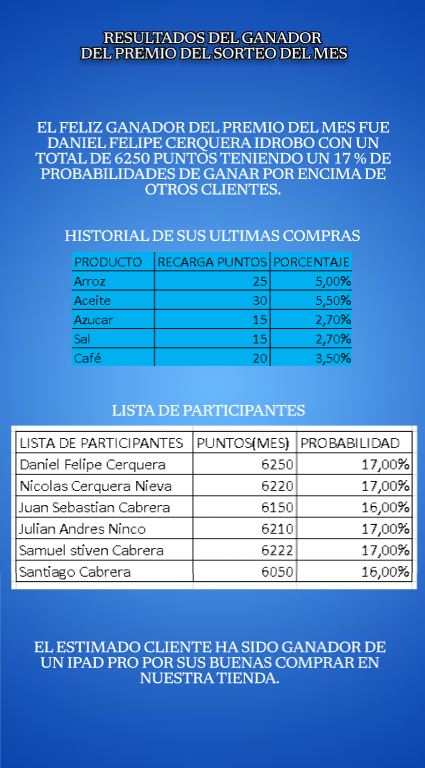 RESULTADOS DEL GANADOR
DEL PREMIO DEL SORTEO DEL MES
EL FELIZ GANADOR DEL PREMIO DEL MES FUE
DANIEL FELIPE CERQUERA IDROBO CON UN
TOTAL DE 6250 PUNTOS TENIENDO UN 17 % DE
PROBABILIDADES DE GANAR POR ENCIMA DE
OTROS CLIENTES.
HISTORIAL DE SUS ULTIMAS COMPRAS
PRODUCTO RECARGA PUNTOS PORCENTAJE
Arroz 25 5,00%
Aceite 30 5,50%
Azucar 15 2,70%
Sal 15 2,70%
Café 20 3,50%
LISTA DE PARTICIPANTES
LISTA DE PARTICIPANTES PUNTOS(MES) PROBABILIDAD
Daniel Felipe Cerquera 6250 17,00%
Nicolas Cerquera Nieva 6220 17,00%
Juan Sebastian Cabrera 6150 16,00%
Julian Andres Ninco 6210 17,00%
Samuel stiven Cabrera 6222 17,00%
Santiago Cabrera 6050 16,00%
EL ESTIMADO CLIENTE HA SIDO GANADOR DE
UN IPAD PRO POR SUS BUENAS COMPRAR EN
NUESTRA TIENDA.